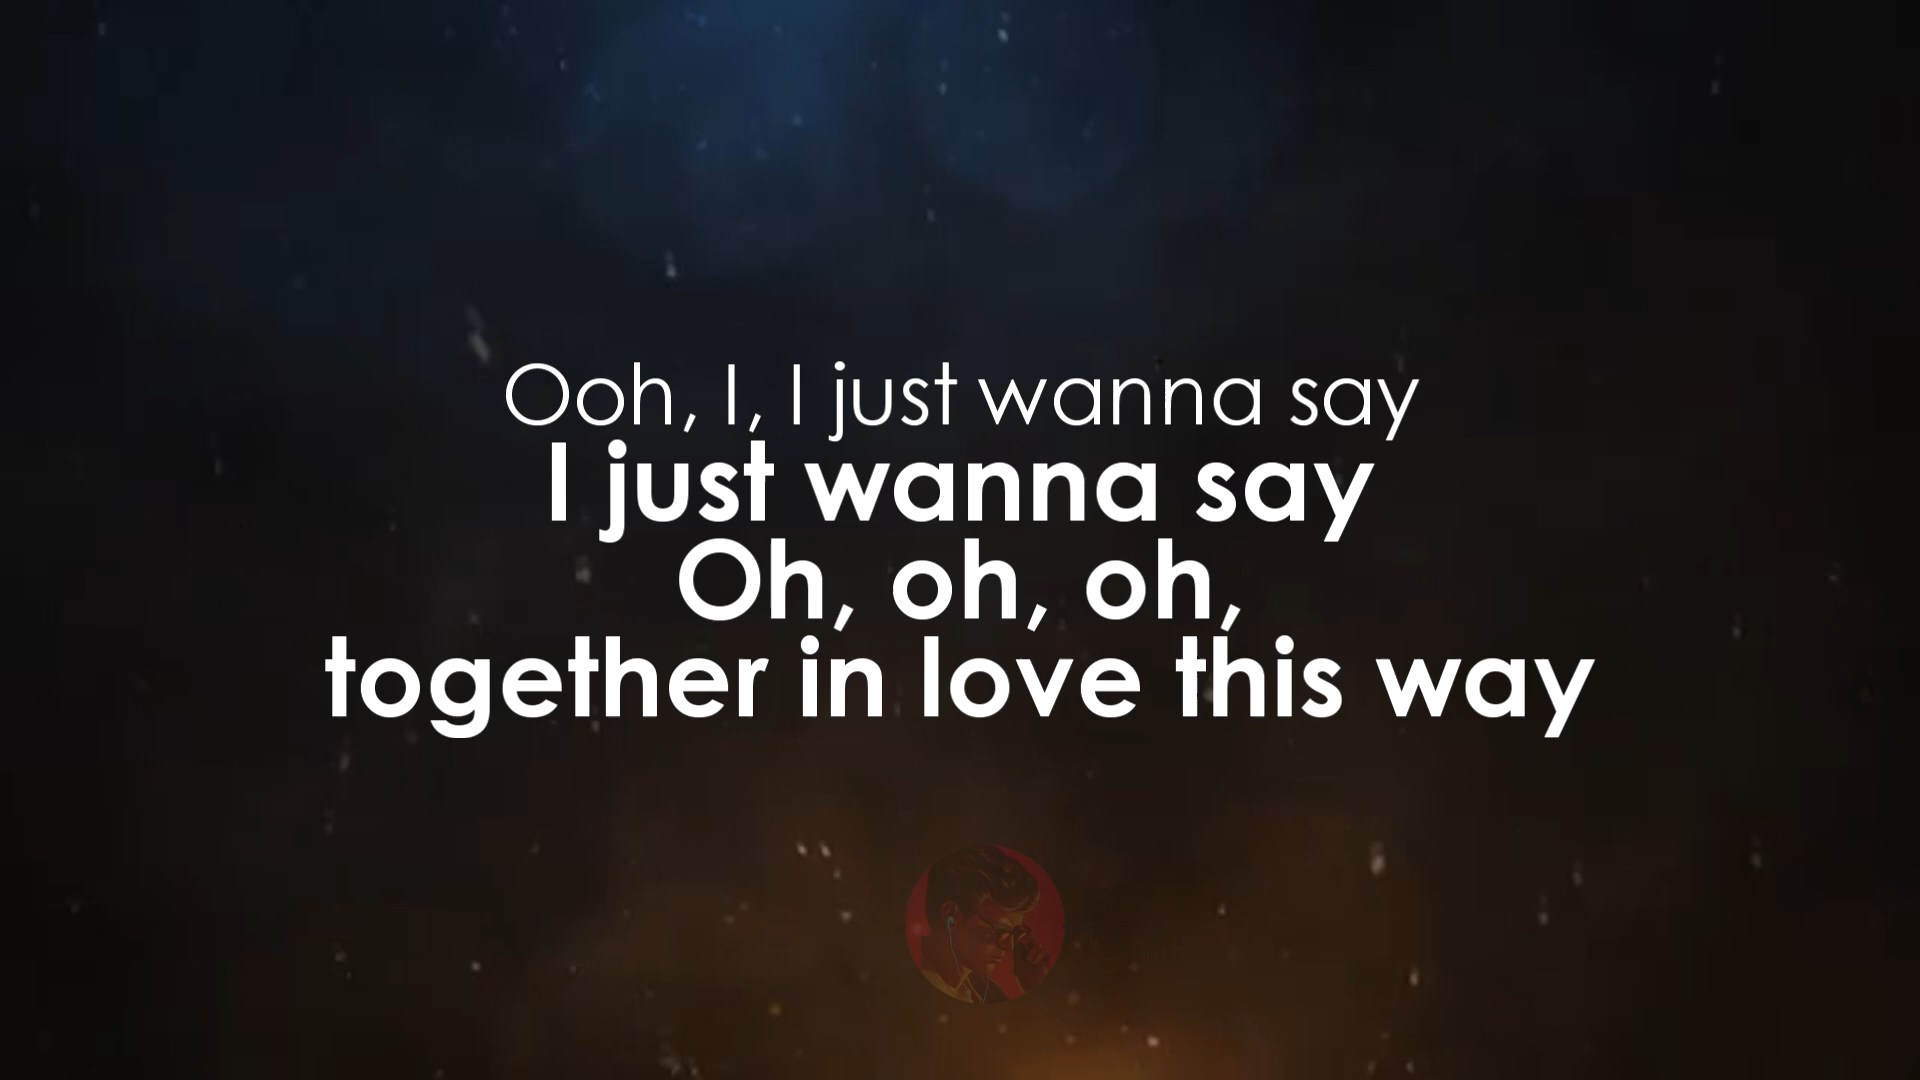 Ooh, I, I just wanna say
I just wanna say
Oh, oh, oh,
together in love this way